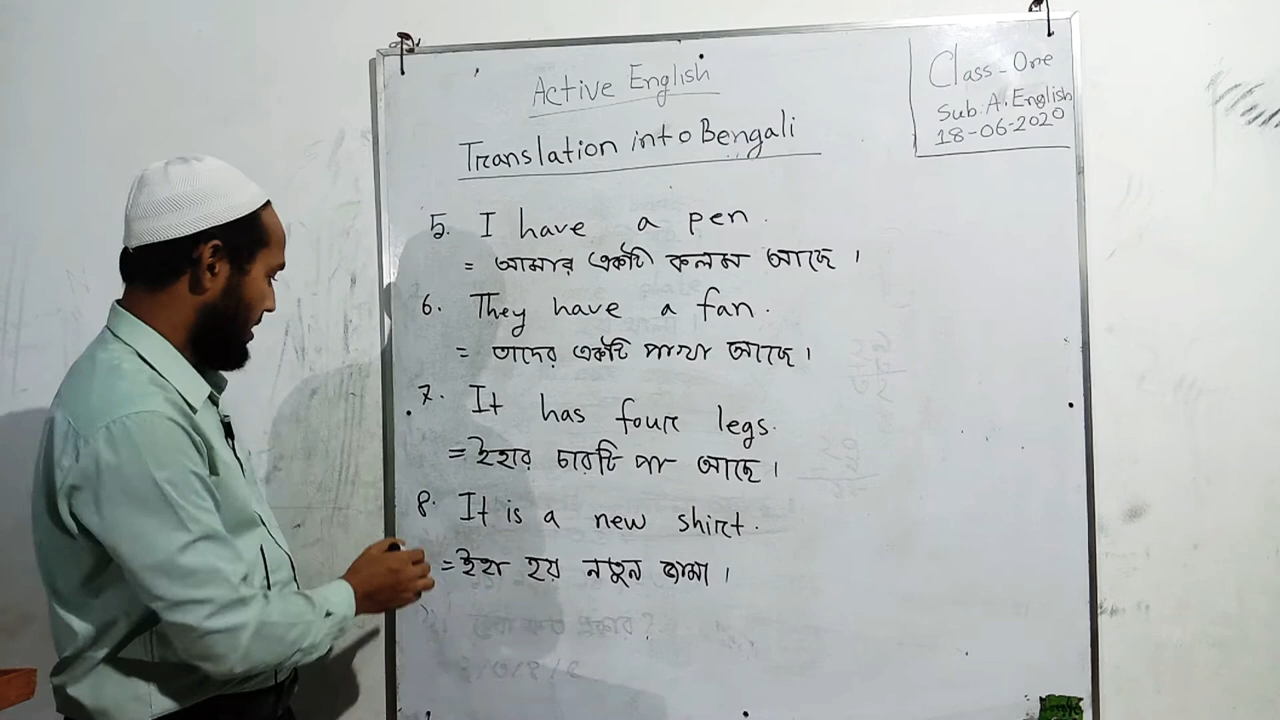 Active English
Translation into Bengali
Class-One
Sub. A. English
18-06-2020
5. I have a pen.
= আমার একটি কলম আছে।
6. They have a fan.
= তাদের একটি পাখা আছে।
7. It has four legs.
= ইহার চারটি পা আছে।
8. It is a new shirt.
= ইহা হয় নতুন জামা।